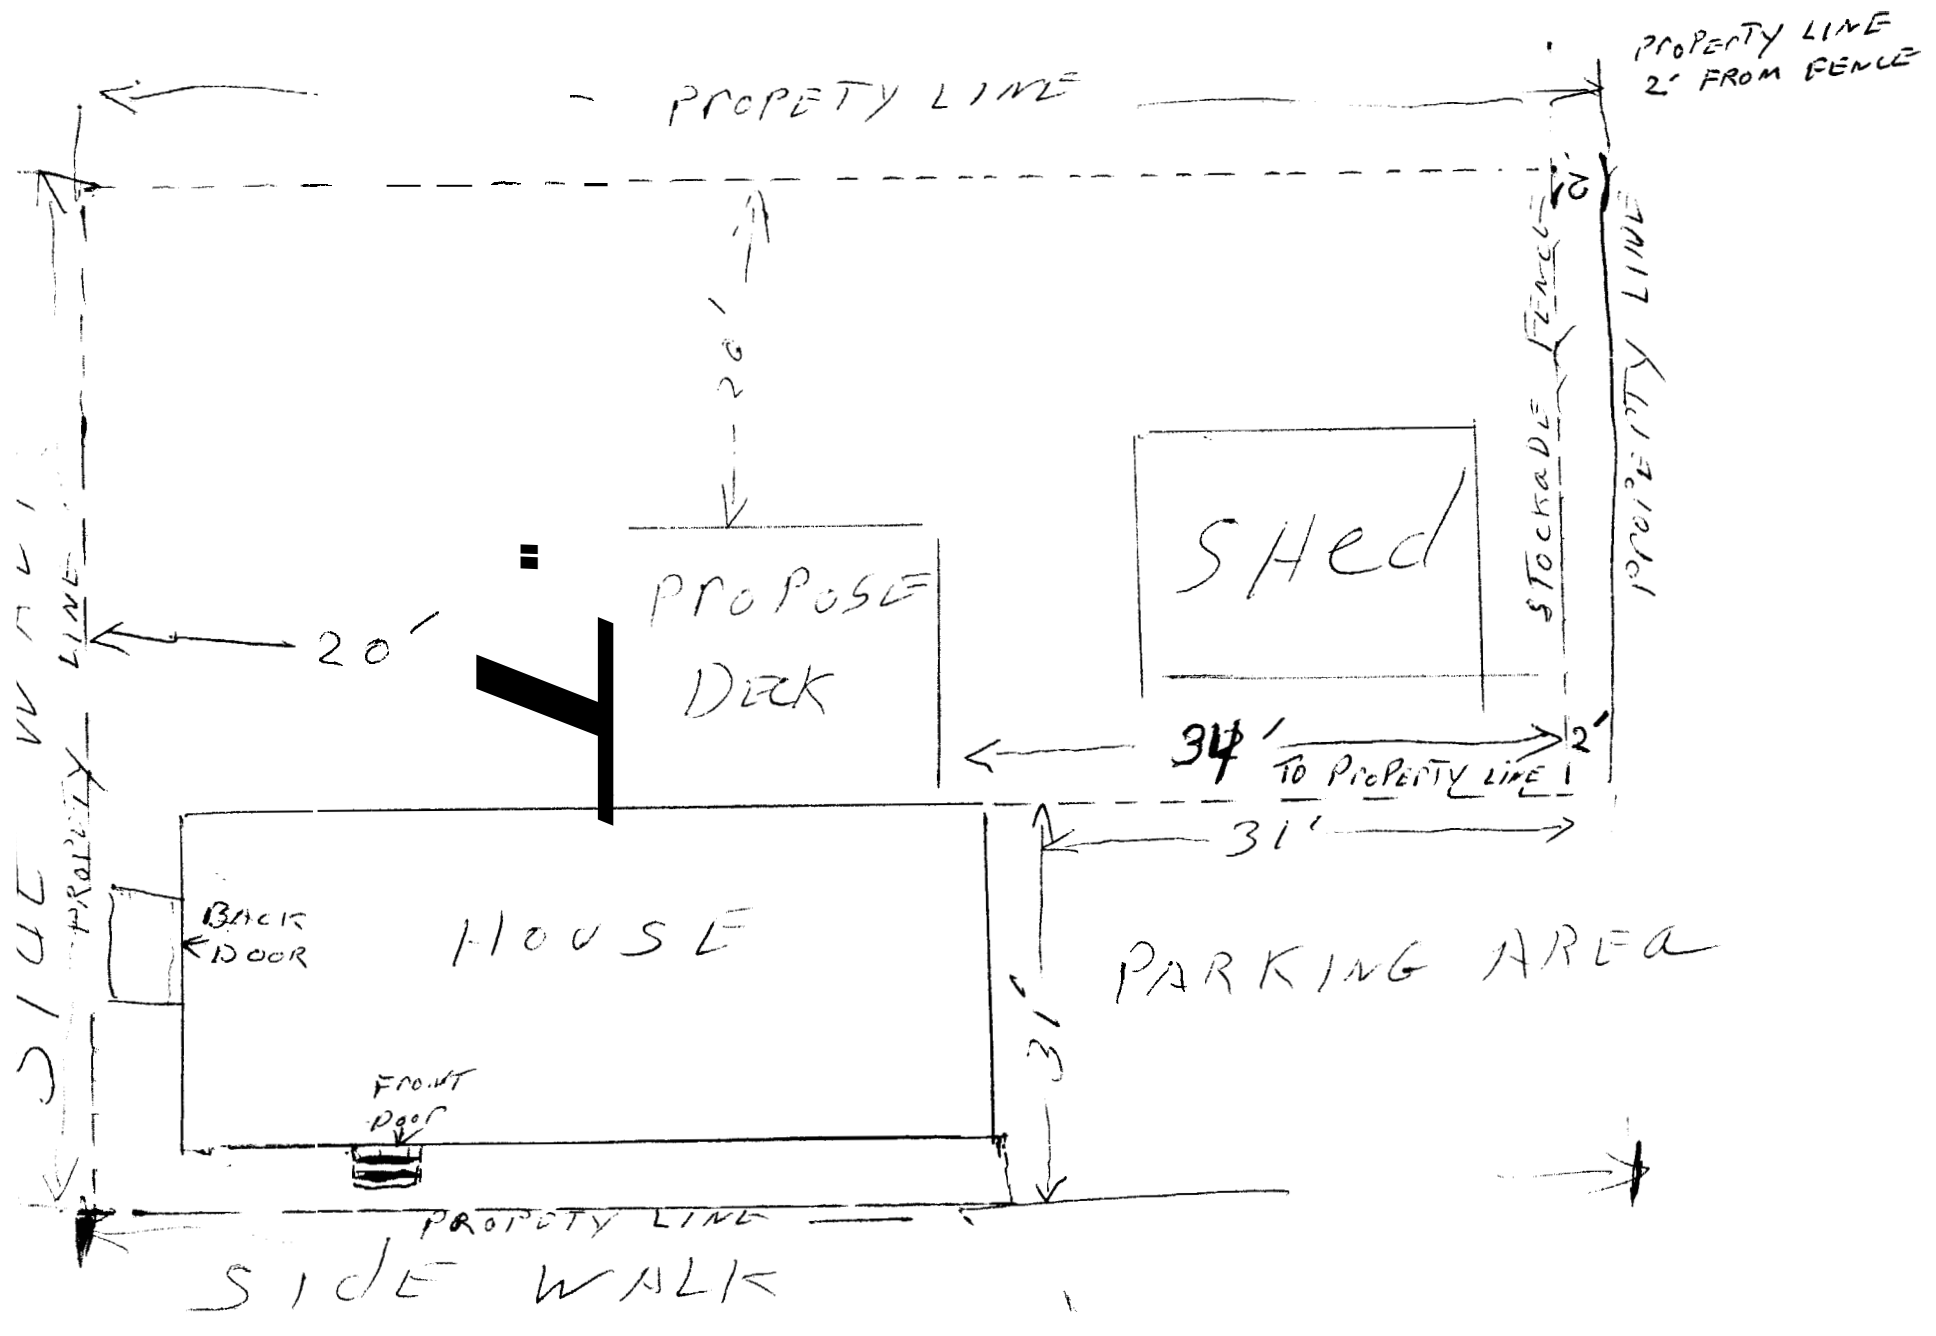 PROPERTY LINE
2' FROM FENCE
PROPETY LINE
2'
PROPERTY LINE
STOCKADE FENCE
20'
SHed
PROPOSE
DECK
20'
SIDE WALK
PROPETY LINE
34'
TO PROPERTY LINE
2'
31'
BACK
DOOR
HOUSE
PARKING AREa
31'
FRONT
DOOR
PROPETY LINE
SIdE WALK